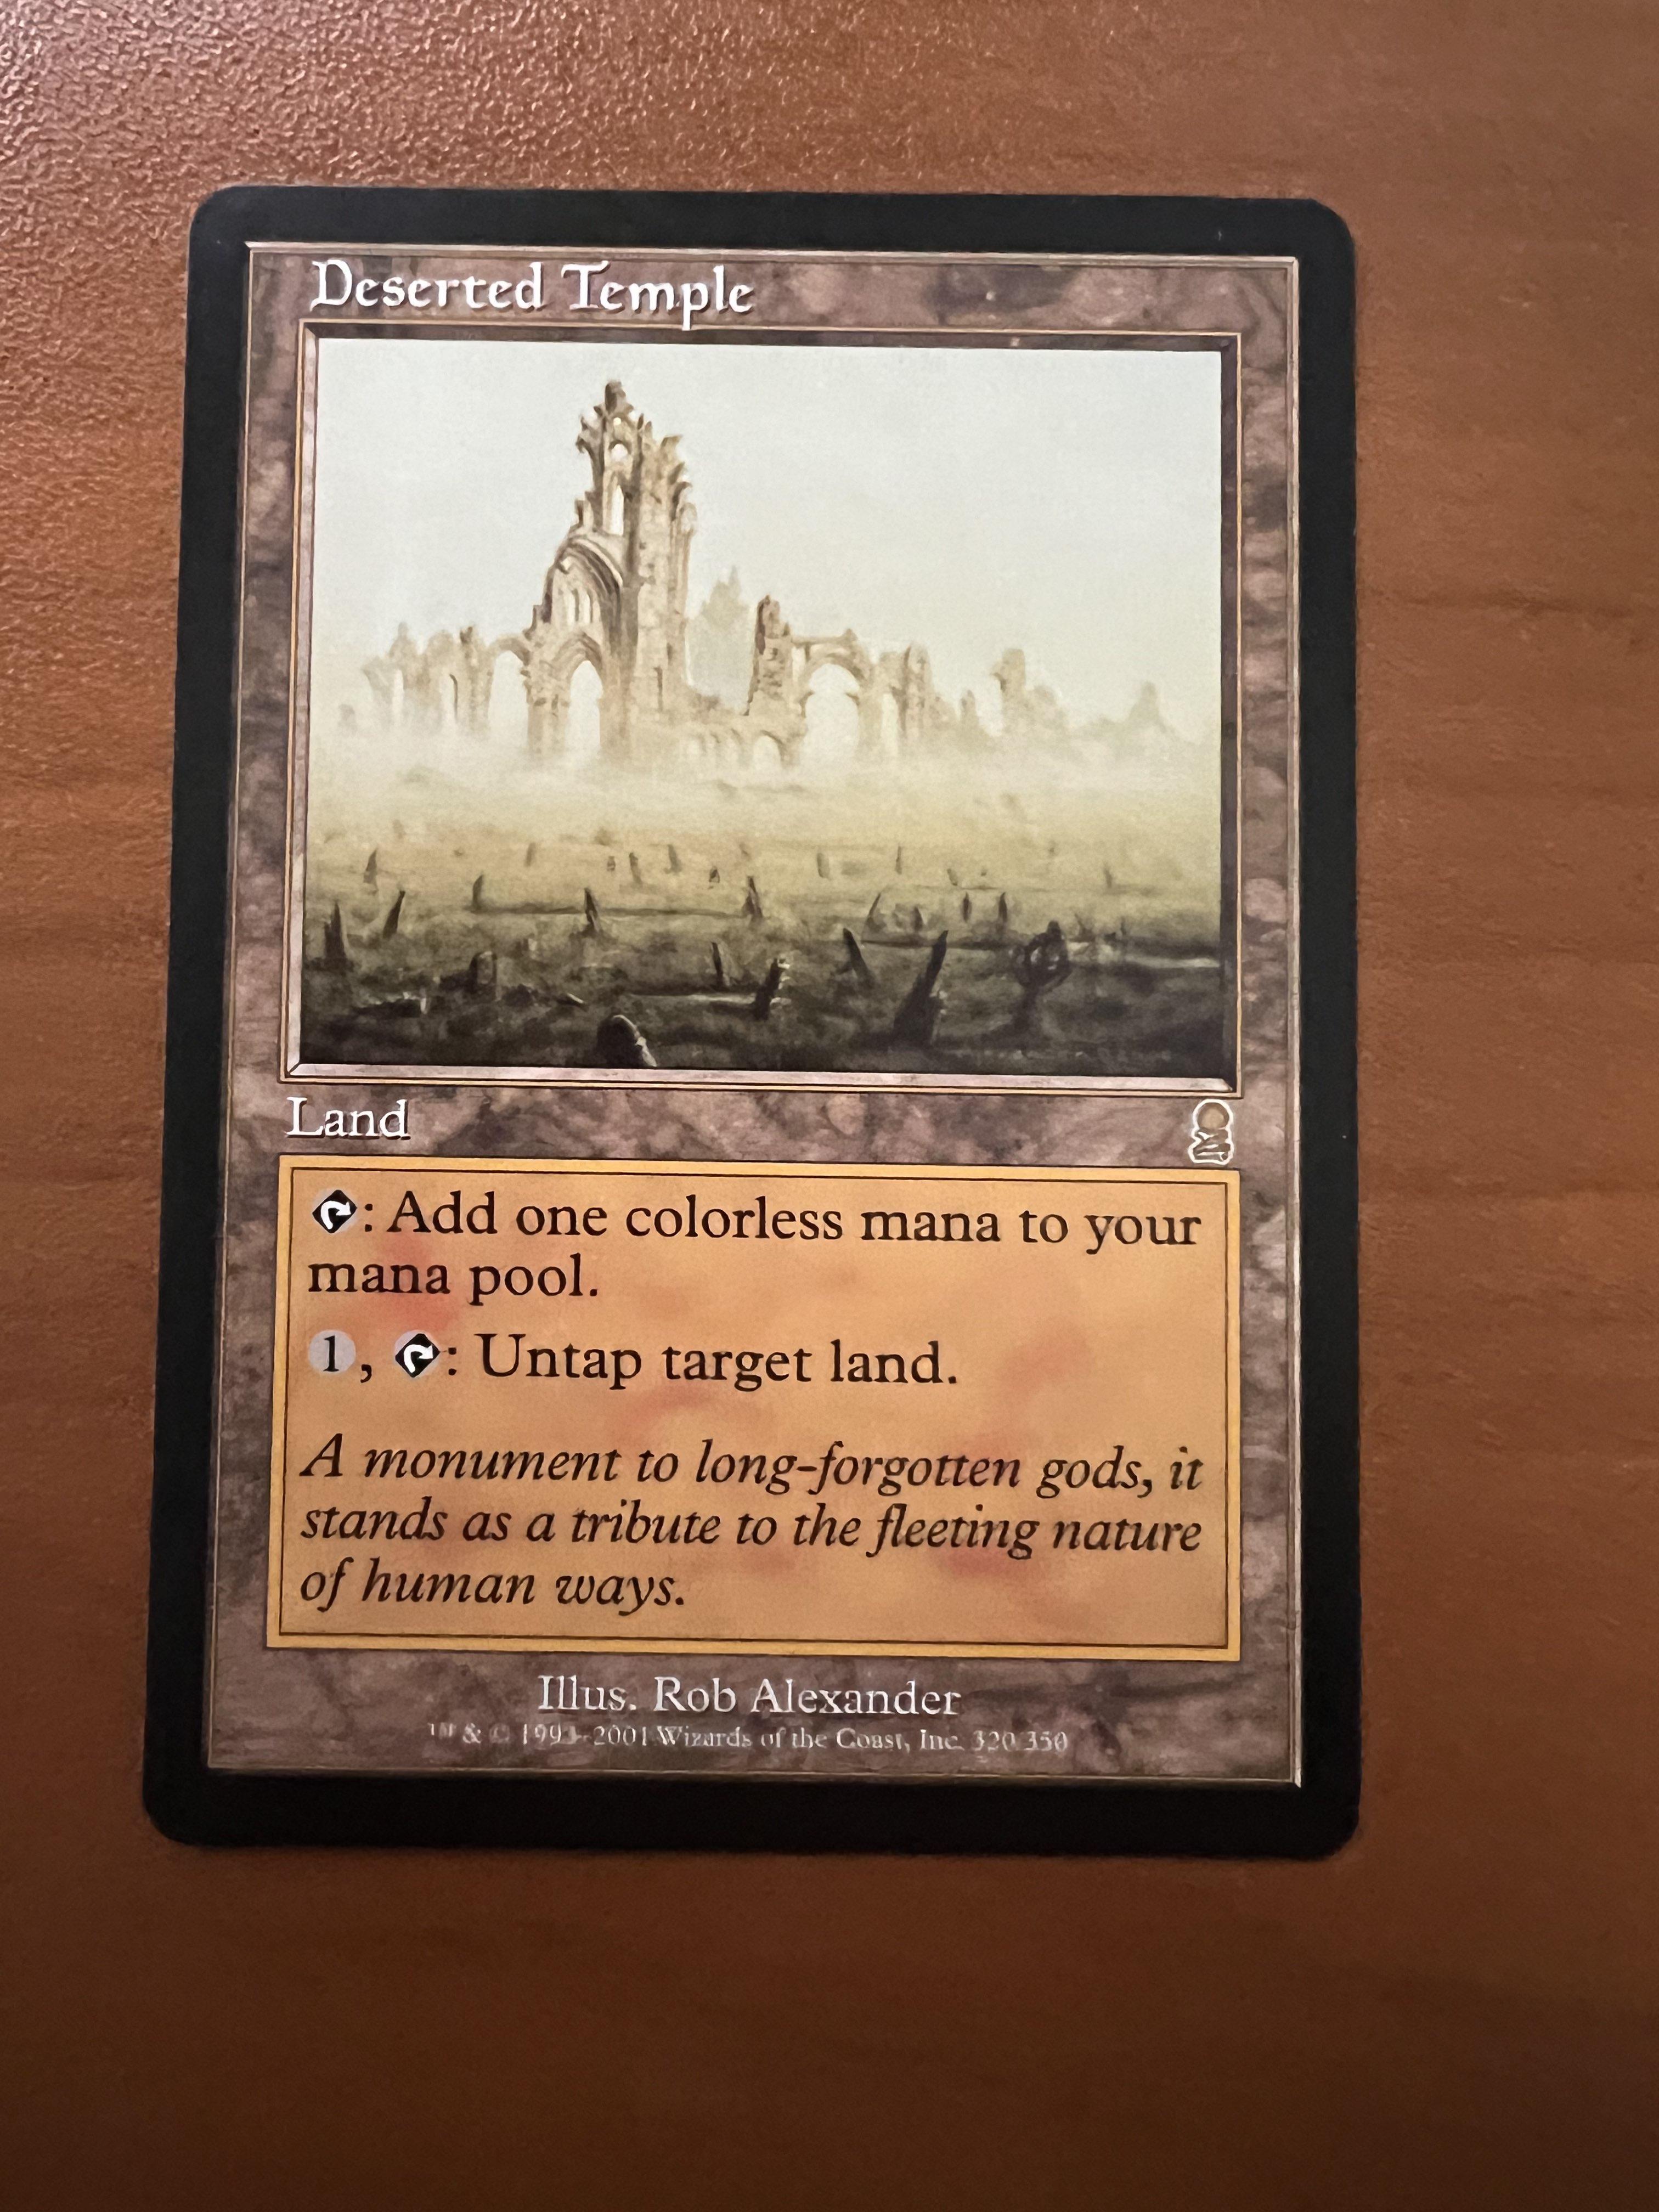 Deserted Temple
Land
: Add one colorless mana to your
mana pool.
1, : Untap target land.
A monument to long-forgotten gods, it
stands as a tribute to the fleeting nature
of human ways.
Illus. Rob Alexander
™ & © 1993-2001 Wizards of the Coast, Inc. 320/350